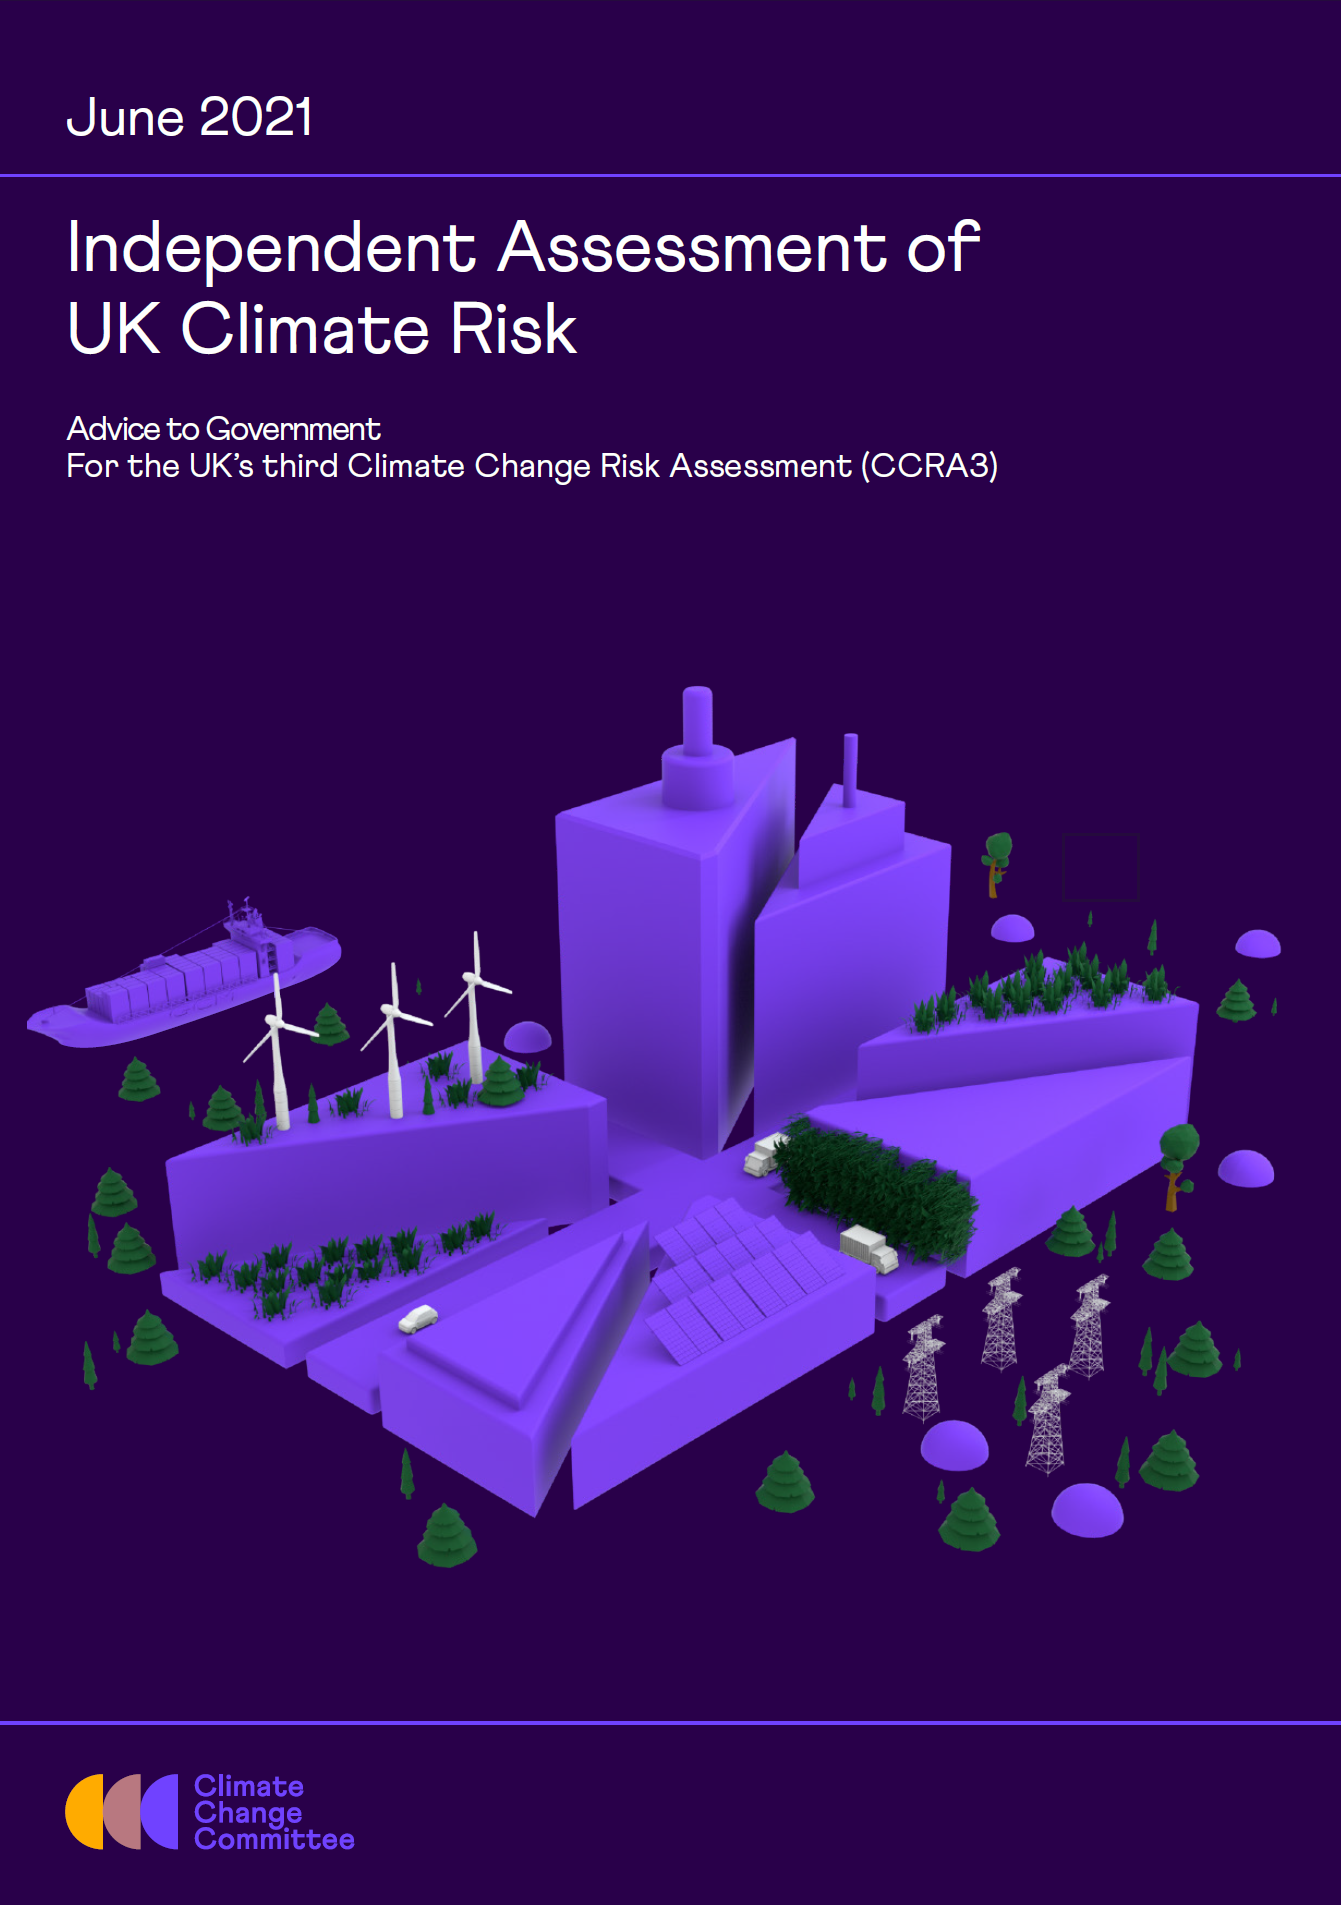 June 2021
Independent Assessment of
UK Climate Risk
Advice to Government
For the UK’s third Climate Change Risk Assessment (CCRA3)
Climate
Change
Committee